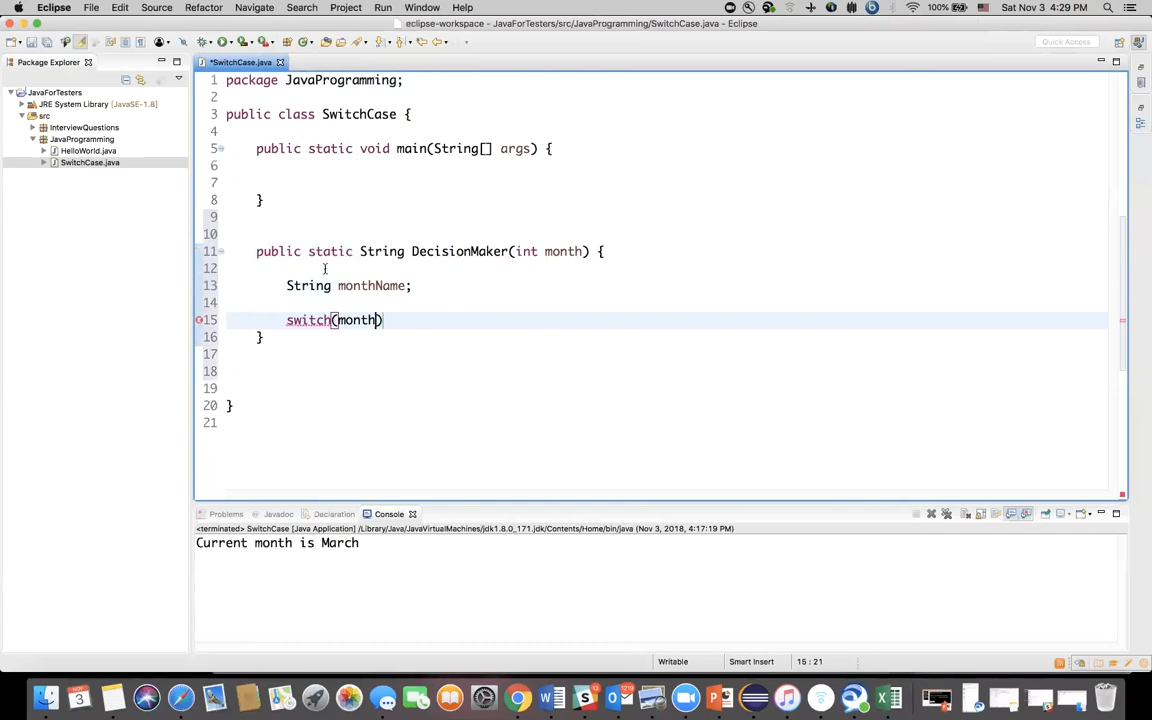 Eclipse File Edit Source Refactor Navigate Search Project Run Window Help 100% Sat Nov 3 4:29 PM
eclipse-workspace - JavaForTesters/src/JavaProgramming/SwitchCase.java - Eclipse
Quick Access
Package Explorer
JavaForTesters
JRE System Library [JavaSE-1.8]
src
InterviewQuestions
JavaProgramming
HelloWorld.java
SwitchCase.java
*SwitchCase.java
1 package JavaProgramming;
2
3 public class SwitchCase {
4
5 public static void main(String[] args) {
6
7
8 }
9
10
11 public static String DecisionMaker(int month) {
12
13 String monthName;
14
15 switch(month)
16 }
17
18
19
20 }
21
Problems Javadoc Declaration Console
<terminated> SwitchCase [Java Application] /Library/Java/JavaVirtualMachines/jdk1.8.0_171.jdk/Contents/Home/bin/java (Nov 3, 2018, 4:17:19 PM)
Current month is March
Writable Smart Insert 15 : 21